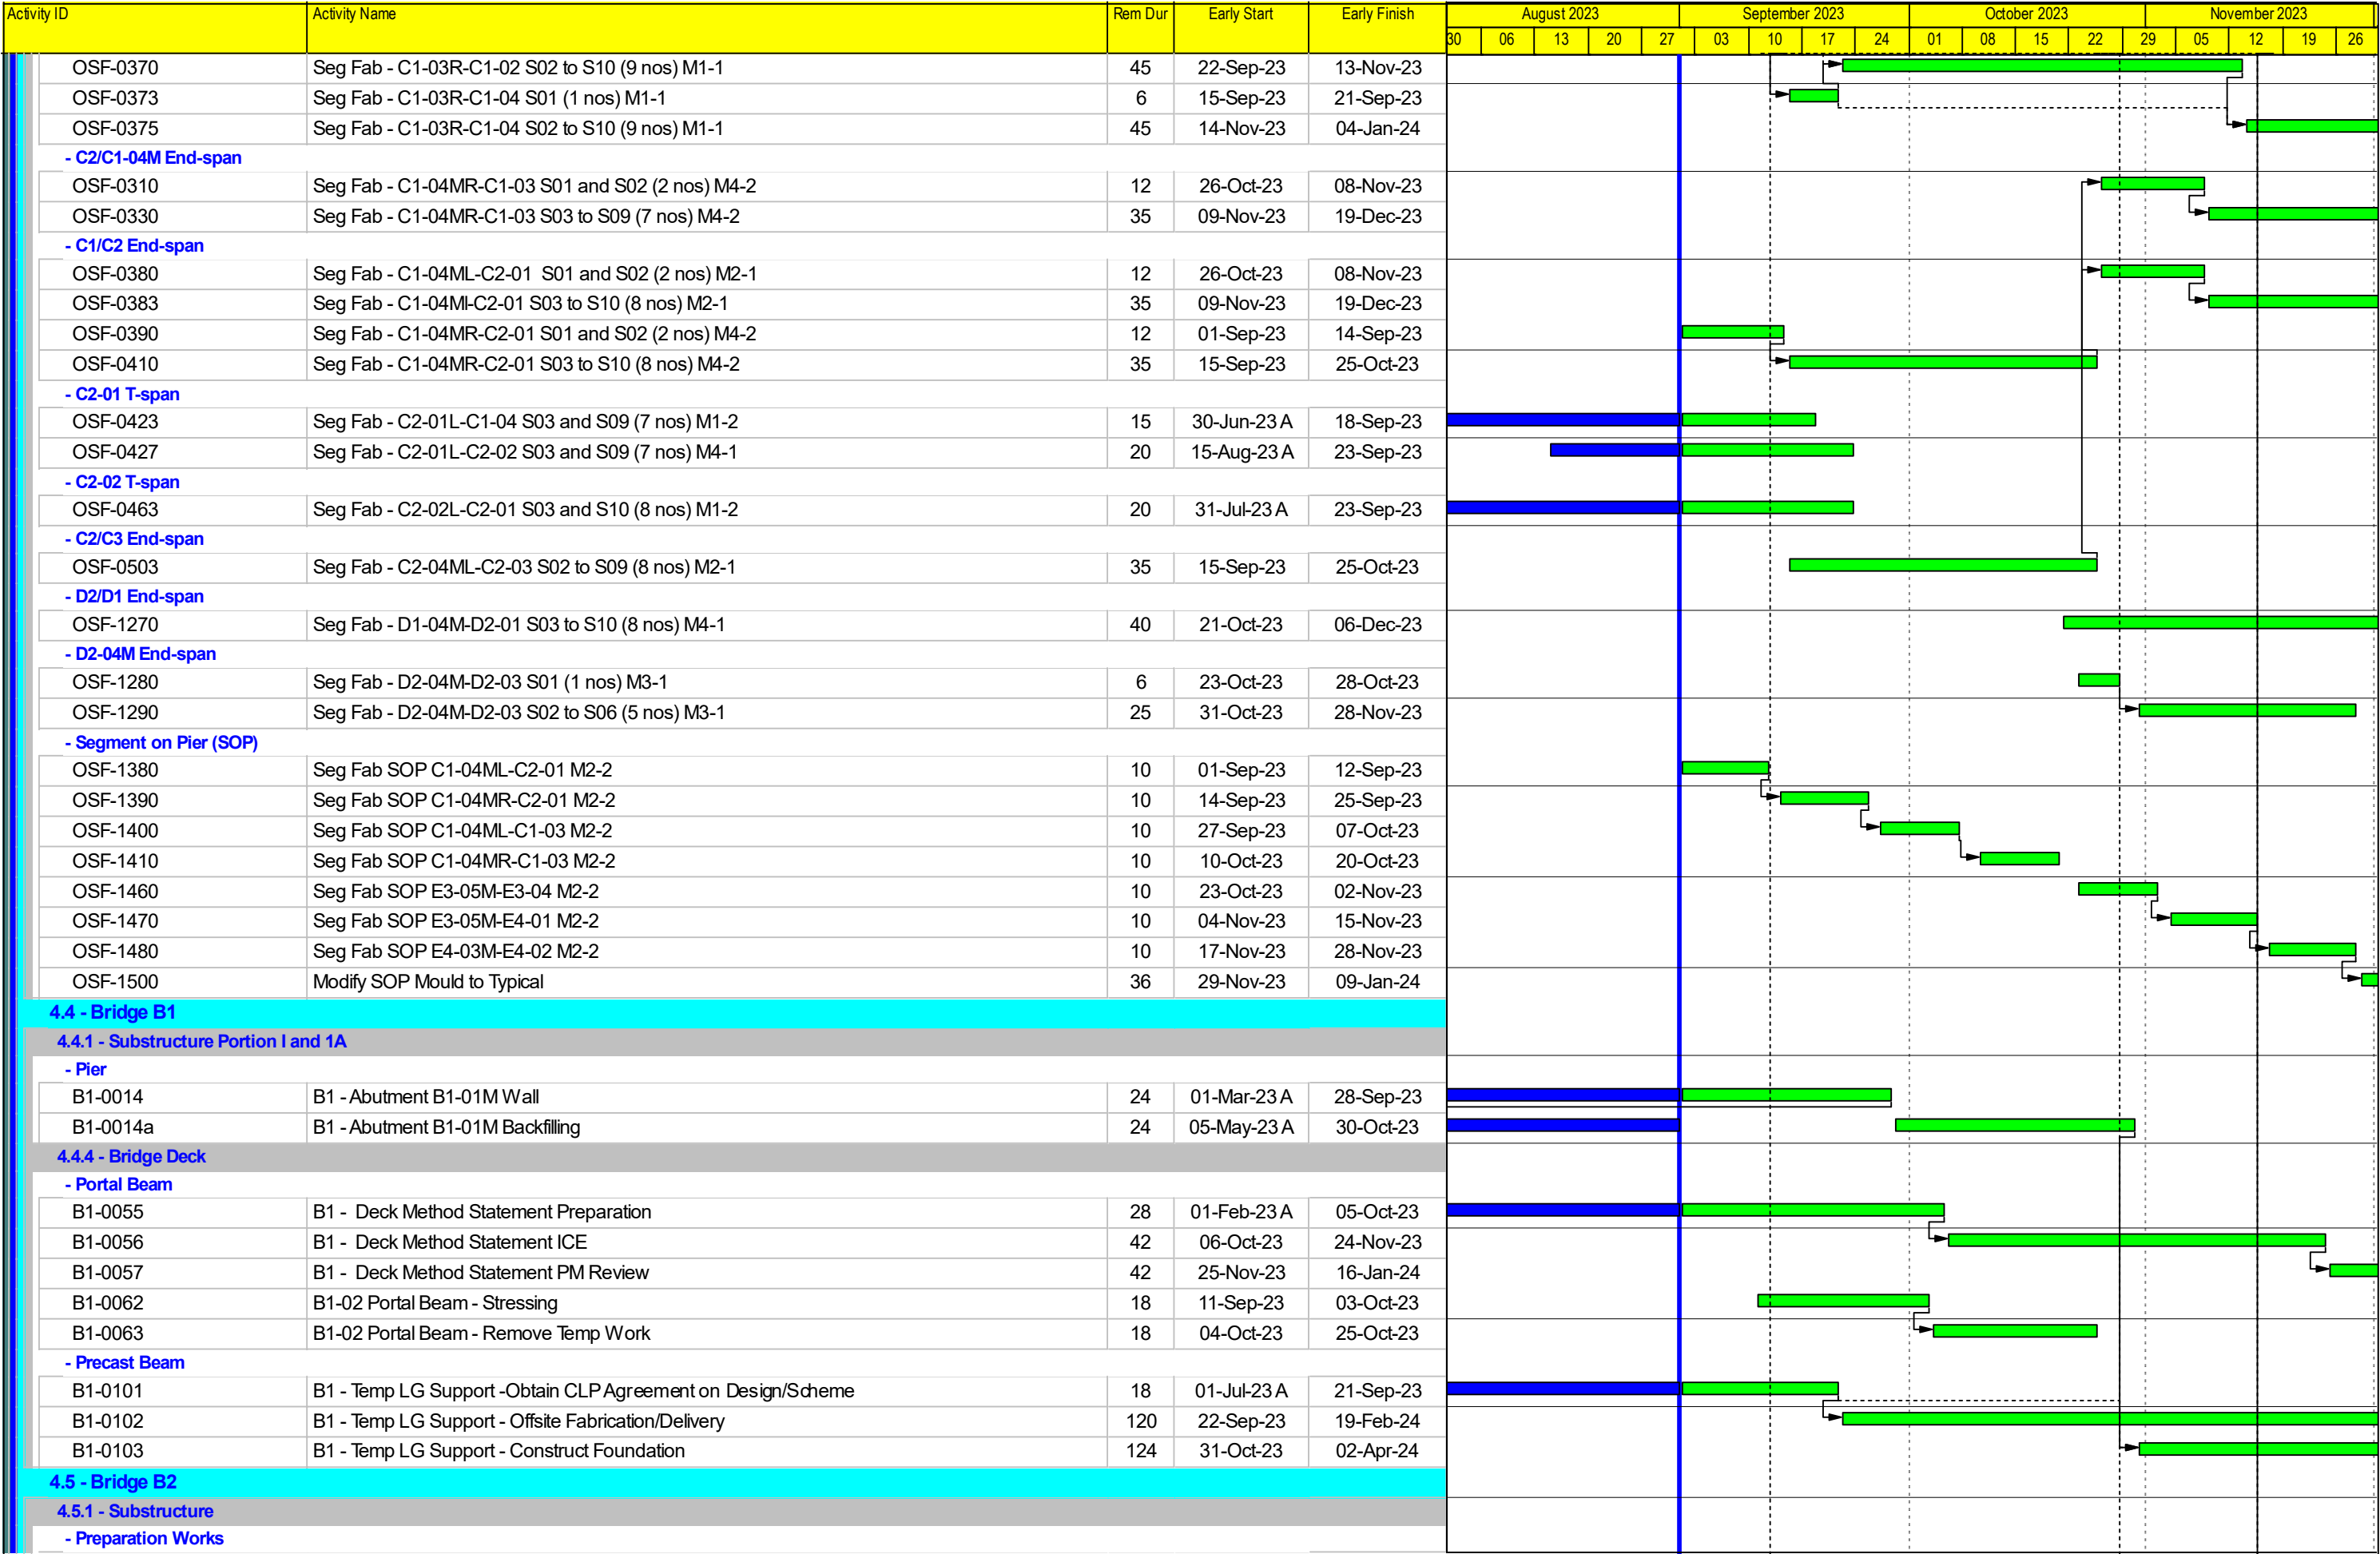 Activity ID Activity Name Rem Dur Early Start Early Finish August 2023 September 2023 October 2023 November 2023
30 06 13 20 27 03 10 17 24 01 08 15 22 29 05 12 19 26
OSF-0370 Seg Fab - C1-03R-C1-02 S02 to S10 (9 nos) M1-1 45 22-Sep-23 13-Nov-23
OSF-0373 Seg Fab - C1-03R-C1-04 S01 (1 nos) M1-1 6 15-Sep-23 21-Sep-23
OSF-0375 Seg Fab - C1-03R-C1-04 S02 to S10 (9 nos) M1-1 45 14-Nov-23 04-Jan-24
- C2/C1-04M End-span
OSF-0310 Seg Fab - C1-04MR-C1-03 S01 and S02 (2 nos) M4-2 12 26-Oct-23 08-Nov-23
OSF-0330 Seg Fab - C1-04MR-C1-03 S03 to S09 (7 nos) M4-2 35 09-Nov-23 19-Dec-23
- C1/C2 End-span
OSF-0380 Seg Fab - C1-04ML-C2-01 S01 and S02 (2 nos) M2-1 12 26-Oct-23 08-Nov-23
OSF-0383 Seg Fab - C1-04Ml-C2-01 S03 to S10 (8 nos) M2-1 35 09-Nov-23 19-Dec-23
OSF-0390 Seg Fab - C1-04MR-C2-01 S01 and S02 (2 nos) M4-2 12 01-Sep-23 14-Sep-23
OSF-0410 Seg Fab - C1-04MR-C2-01 S03 to S10 (8 nos) M4-2 35 15-Sep-23 25-Oct-23
- C2-01 T-span
OSF-0423 Seg Fab - C2-01L-C1-04 S03 and S09 (7 nos) M1-2 15 30-Jun-23 A 18-Sep-23
OSF-0427 Seg Fab - C2-01L-C2-02 S03 and S09 (7 nos) M4-1 20 15-Aug-23 A 23-Sep-23
- C2-02 T-span
OSF-0463 Seg Fab - C2-02L-C2-01 S03 and S10 (8 nos) M1-2 20 31-Jul-23 A 23-Sep-23
- C2/C3 End-span
OSF-0503 Seg Fab - C2-04ML-C2-03 S02 to S09 (8 nos) M2-1 35 15-Sep-23 25-Oct-23
- D2/D1 End-span
OSF-1270 Seg Fab - D1-04M-D2-01 S03 to S10 (8 nos) M4-1 40 21-Oct-23 06-Dec-23
- D2-04M End-span
OSF-1280 Seg Fab - D2-04M-D2-03 S01 (1 nos) M3-1 6 23-Oct-23 28-Oct-23
OSF-1290 Seg Fab - D2-04M-D2-03 S02 to S06 (5 nos) M3-1 25 31-Oct-23 28-Nov-23
- Segment on Pier (SOP)
OSF-1380 Seg Fab SOP C1-04ML-C2-01 M2-2 10 01-Sep-23 12-Sep-23
OSF-1390 Seg Fab SOP C1-04MR-C2-01 M2-2 10 14-Sep-23 25-Sep-23
OSF-1400 Seg Fab SOP C1-04ML-C1-03 M2-2 10 27-Sep-23 07-Oct-23
OSF-1410 Seg Fab SOP C1-04MR-C1-03 M2-2 10 10-Oct-23 20-Oct-23
OSF-1460 Seg Fab SOP E3-05M-E3-04 M2-2 10 23-Oct-23 02-Nov-23
OSF-1470 Seg Fab SOP E3-05M-E4-01 M2-2 10 04-Nov-23 15-Nov-23
OSF-1480 Seg Fab SOP E4-03M-E4-02 M2-2 10 17-Nov-23 28-Nov-23
OSF-1500 Modify SOP Mould to Typical 36 29-Nov-23 09-Jan-24
4.4 - Bridge B1
4.4.1 - Substructure Portion I and 1A
- Pier
B1-0014 B1 - Abutment B1-01M Wall 24 01-Mar-23 A 28-Sep-23
B1-0014a B1 - Abutment B1-01M Backfilling 24 05-May-23 A 30-Oct-23
4.4.4 - Bridge Deck
- Portal Beam
B1-0055 B1 - Deck Method Statement Preparation 28 01-Feb-23 A 05-Oct-23
B1-0056 B1 - Deck Method Statement ICE 42 06-Oct-23 24-Nov-23
B1-0057 B1 - Deck Method Statement PM Review 42 25-Nov-23 16-Jan-24
B1-0062 B1-02 Portal Beam - Stressing 18 11-Sep-23 03-Oct-23
B1-0063 B1-02 Portal Beam - Remove Temp Work 18 04-Oct-23 25-Oct-23
- Precast Beam
B1-0101 B1 - Temp LG Support -Obtain CLP Agreement on Design/Scheme 18 01-Jul-23 A 21-Sep-23
B1-0102 B1 - Temp LG Support - Offsite Fabrication/Delivery 120 22-Sep-23 19-Feb-24
B1-0103 B1 - Temp LG Support - Construct Foundation 124 31-Oct-23 02-Apr-24
4.5 - Bridge B2
4.5.1 - Substructure
- Preparation Works